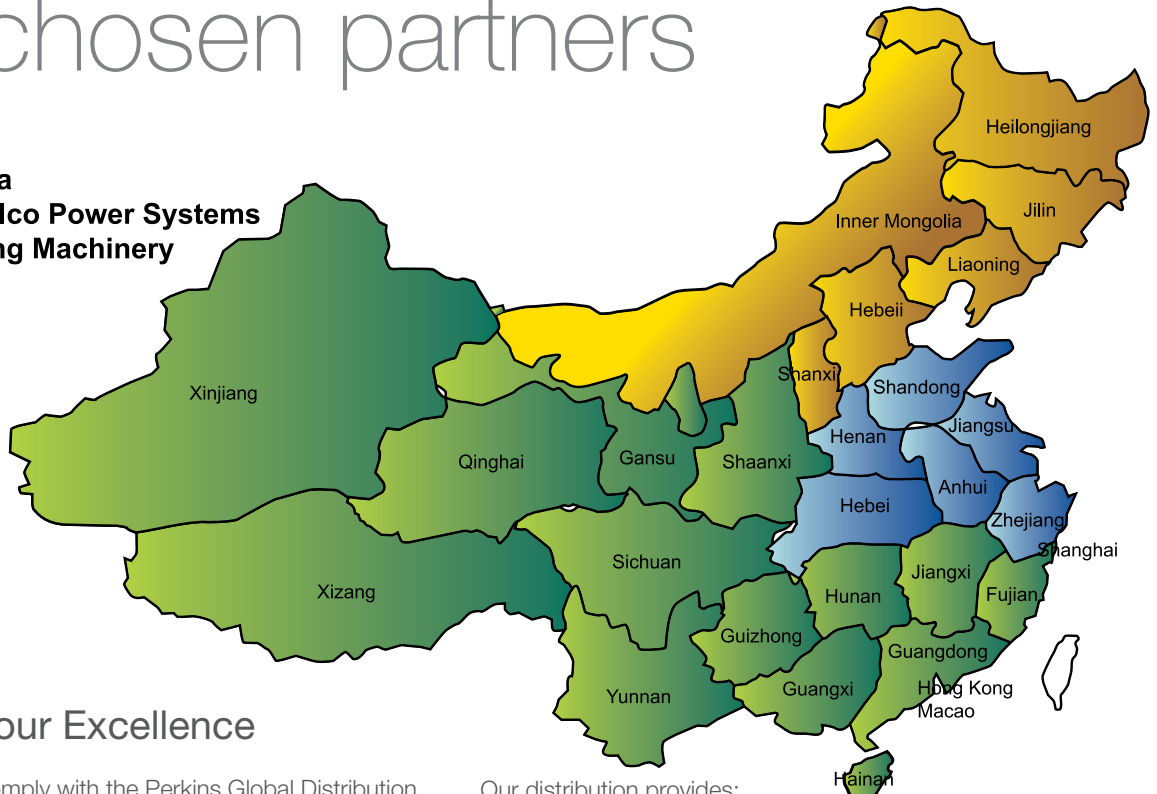 chosen partners
a
lco Power Systems
ng Machinery
Heilongjiang
Jilin
Inner Mongolia
Liaoning
Hebeii
Shanxi
Shandong
Xinjiang
Jiangsu
Henan
Qinghai
Gansu
Shaanxi
Anhui
Hebei
Zhejiang
Shanghai
Sichuan
Jiangxi
Xizang
Hunan
Fujian
Guizhong
Guangdong
Yunnan
Guangxi
Hong Kong
Macao
Hainan
our Excellence
omply with the Perkins Global Distribution
Our distribution provides: